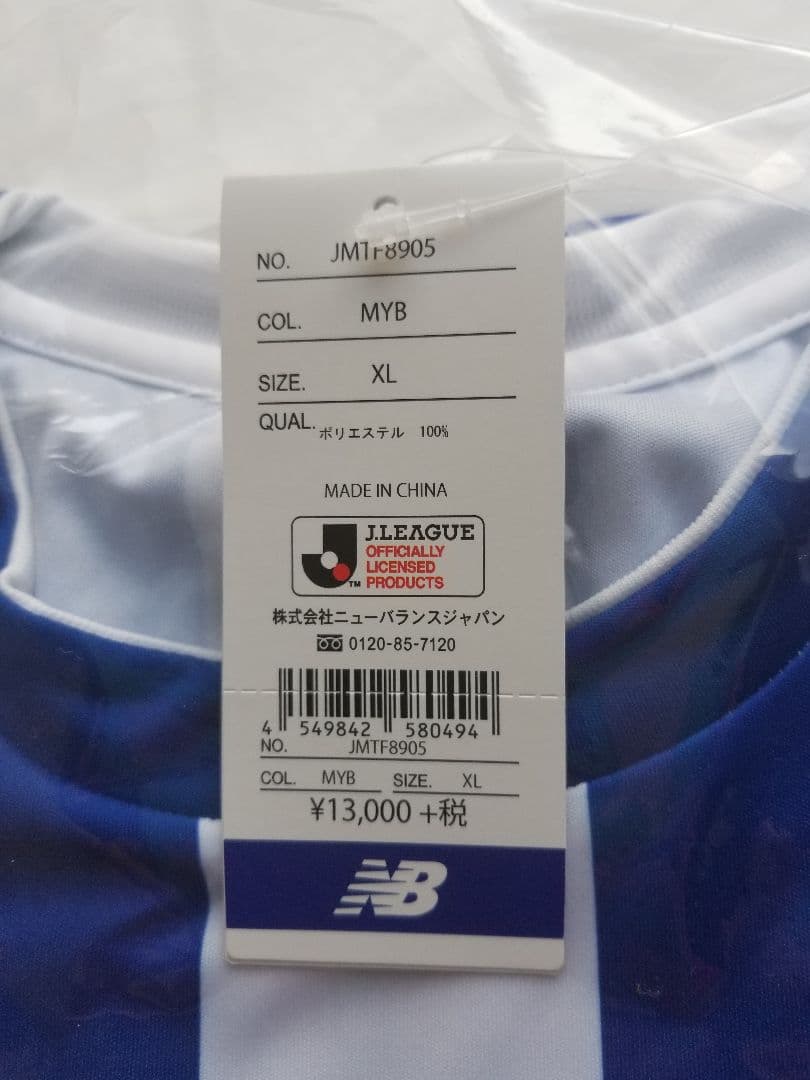 NO. JMTF8905
COL. MYB
SIZE. XL
QUAL. ポリエステル 100%
MADE IN CHINA
J.LEAGUE
OFFICIALLY
LICENSED
PRODUCTS
TM
株式会社ニューバランスジャパン
0120-85-7120
4 549842 580494
NO. JMTF8905
COL. MYB SIZE. XL
¥13,000 +税
NB